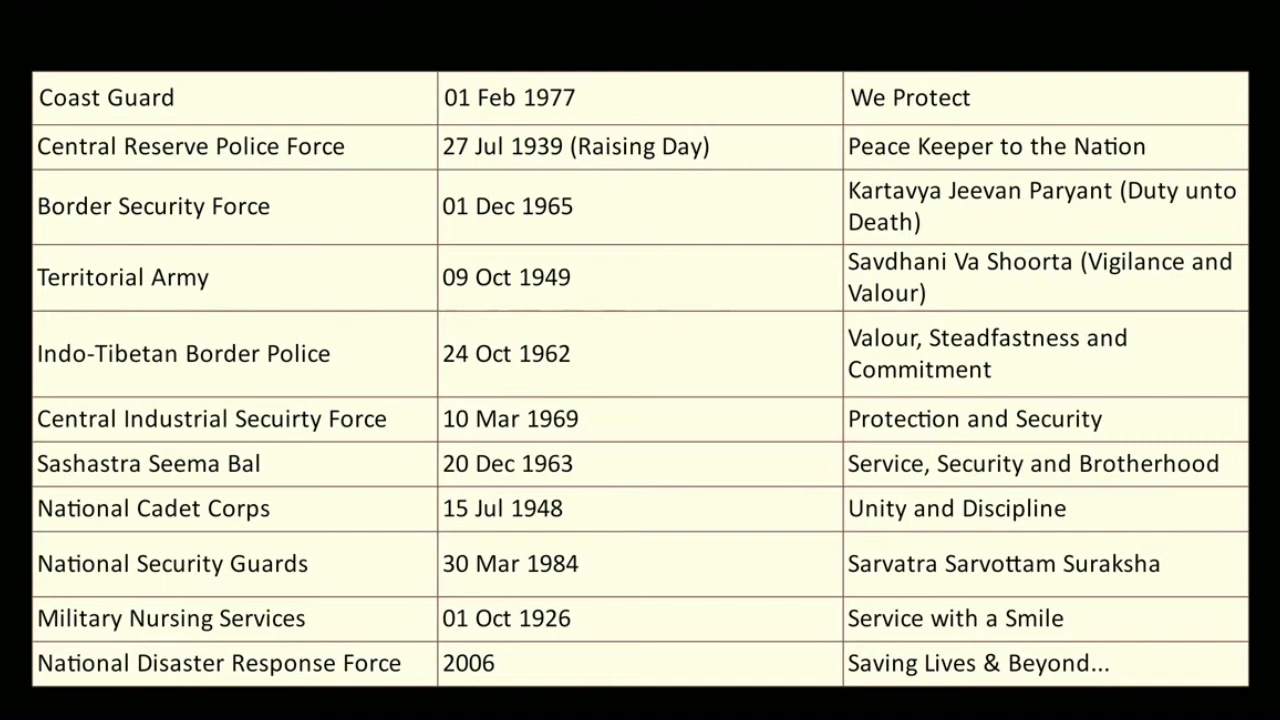 Coast Guard 01 Feb 1977 We Protect
Central Reserve Police Force 27 Jul 1939 (Raising Day) Peace Keeper to the Nation
Border Security Force 01 Dec 1965 Kartavya Jeevan Paryant (Duty unto
Death)
Territorial Army 09 Oct 1949 Savdhani Va Shoorta (Vigilance and
Valour)
Indo-Tibetan Border Police 24 Oct 1962 Valour, Steadfastness and
Commitment
Central Industrial Secuirty Force 10 Mar 1969 Protection and Security
Sashastra Seema Bal 20 Dec 1963 Service, Security and Brotherhood
National Cadet Corps 15 Jul 1948 Unity and Discipline
National Security Guards 30 Mar 1984 Sarvatra Sarvottam Suraksha
Military Nursing Services 01 Oct 1926 Service with a Smile
National Disaster Response Force 2006 Saving Lives & Beyond...